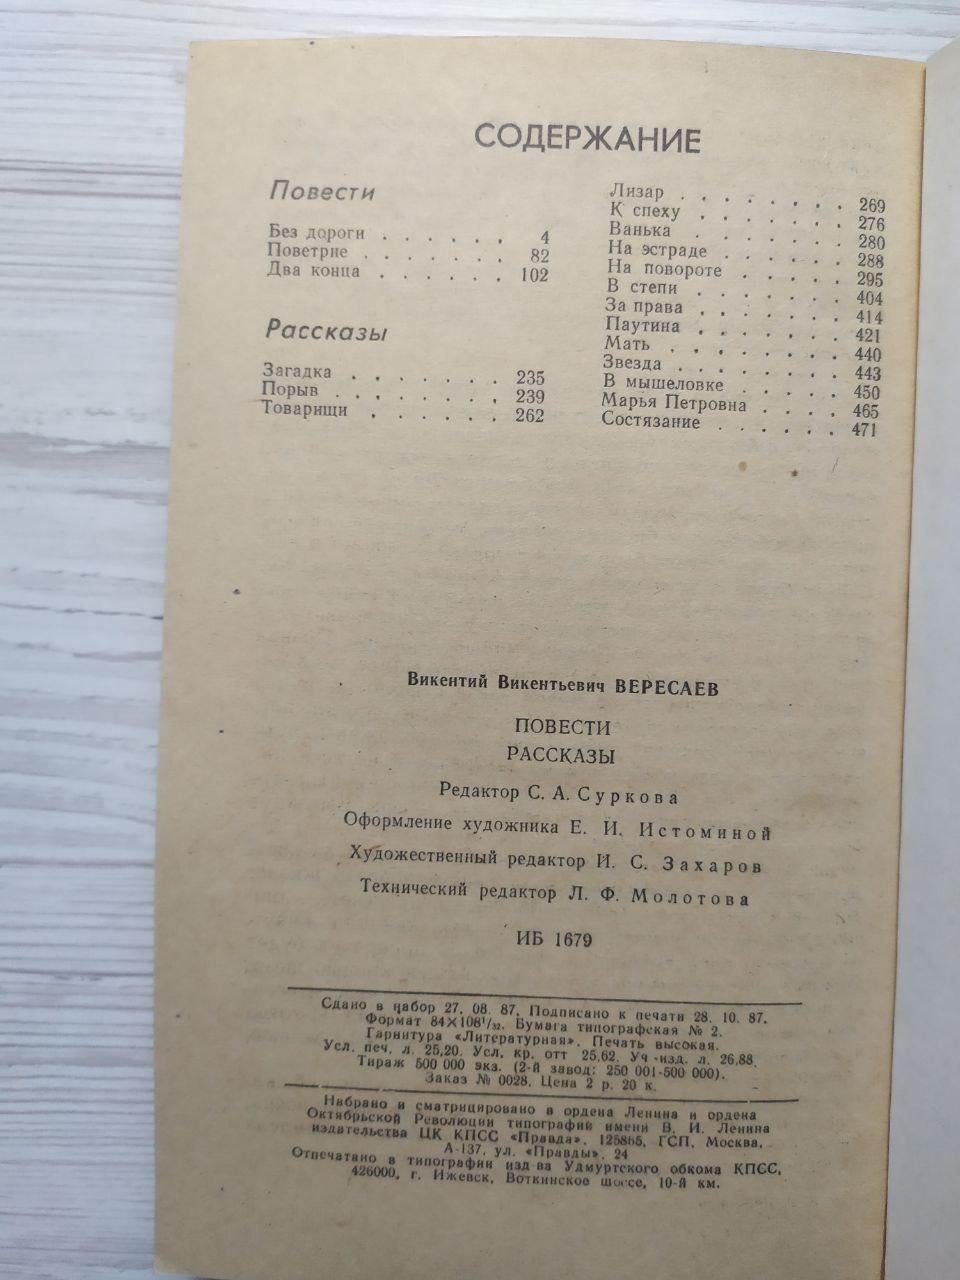 СОДЕРЖАНИЕ
Повести
Без дороги . . . . . . 4
Поветрие . . . . . . . 82
Два конца . . . . . . 102
Рассказы
Загадка . . . . . . . 235
Порыв . . . . . . . . 239
Товарищи . . . . . . 262
Лизар . . . . . . . . 269
К спеху . . . . . . . 276
Ванька . . . . . . . 280
На эстраде . . . . . . 288
На повороте . . . . . 295
В степи . . . . . . . 404
За права . . . . . . . 414
Паутина . . . . . . . 421
Мать . . . . . . . . 440
Звезда . . . . . . . . 443
В мышеловке . . . . . 450
Марья Петровна . . . . 465
Состязание . . . . . . 471
Викентий Викентьевич ВЕРЕСАЕВ
ПОВЕСТИ
РАССКАЗЫ
Редактор С. А. Суркова
Оформление художника Е. И. Истоминой
Художественный редактор И. С. Захаров
Технический редактор Л. Ф. Молотова
ИБ 1679
Сдано в набор 27. 08. 87. Подписано к печати 28. 10. 87.
Формат 84×108¹/₃₂. Бумага типографская № 2.
Гарнитура «Литературная». Печать высокая.
Усл. печ. л. 25,20. Усл. кр. отт 25,62. Уч -изд. л. 26,88
Тираж 500 000 экз. (2-й завод: 250 001-500 000).
Заказ № 0028. Цена 2 р. 20 к.
Набрано и сматрицировано в ордена Ленина и ордена
Октябрьской Революции типографий имени В. И. Ленина
издательства ЦК КПСС «Правда». 125865, ГСП, Москва,
А-137, ул. «Правды», 24
Отпечатано в типографии изд-ва Удмуртского обкома КПСС,
426000, г. Ижевск, Воткинское шоссе, 10-й км.